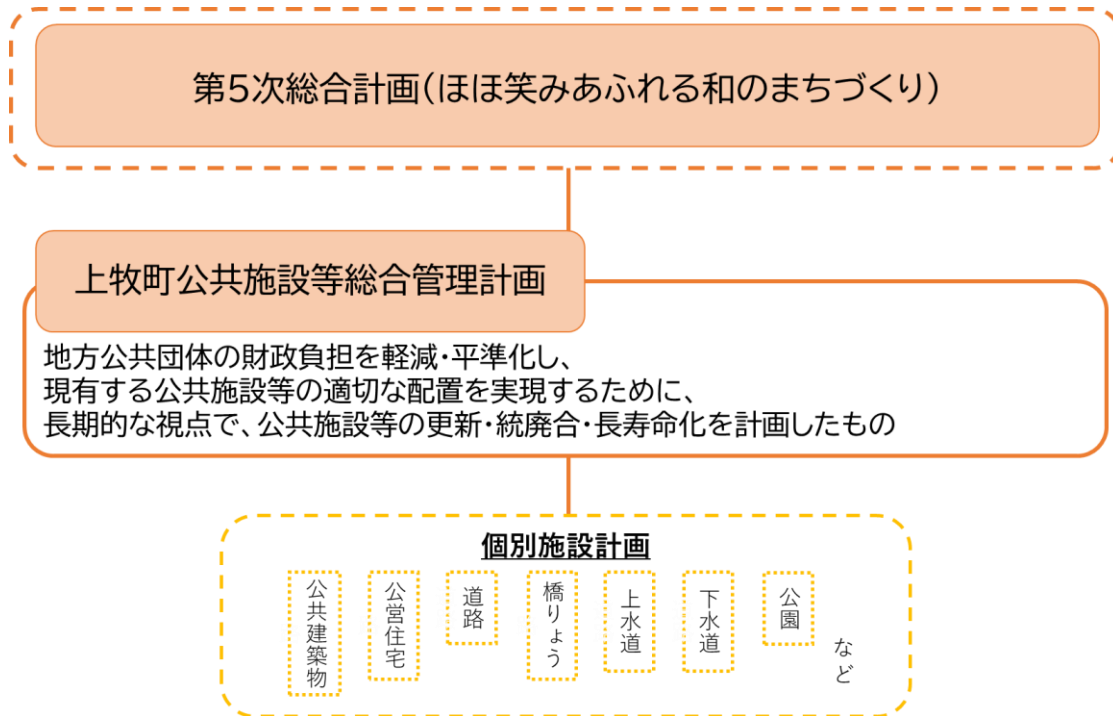 第5次総合計画(ほほ笑みあふれる和のまちづくり)
上牧町公共施設等総合管理計画
地方公共団体の財政負担を軽減・平準化し、
現有する公共施設等の適切な配置を実現するために、
長期的な視点で、公共施設等の更新・統廃合・長寿命化を計画したもの
個別施設計画
公共建築物
公営住宅
道路
橋りょう
上水道
下水道
公園
など